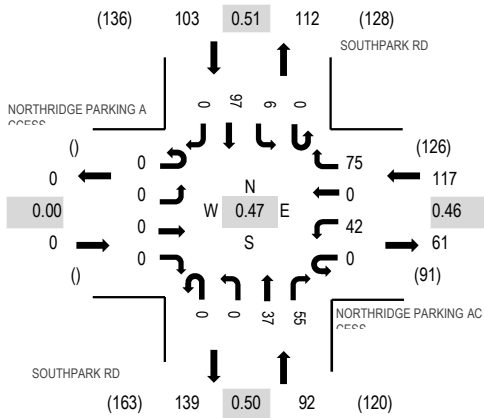 (136) 103 0.51 112 (128)
SOUTHPARK RD
NORTHRIDGE PARKING A
CCESS
0 97 6 0
() 0 75 (126)
0 0 N 0 117
0.00 0 W 0.47 E 42 0.46
0 0 S 0 61
() (91)
0 0 37 55
NORTHRIDGE PARKING AC
CESS
SOUTHPARK RD
(163) 139 0.50 92 (120)